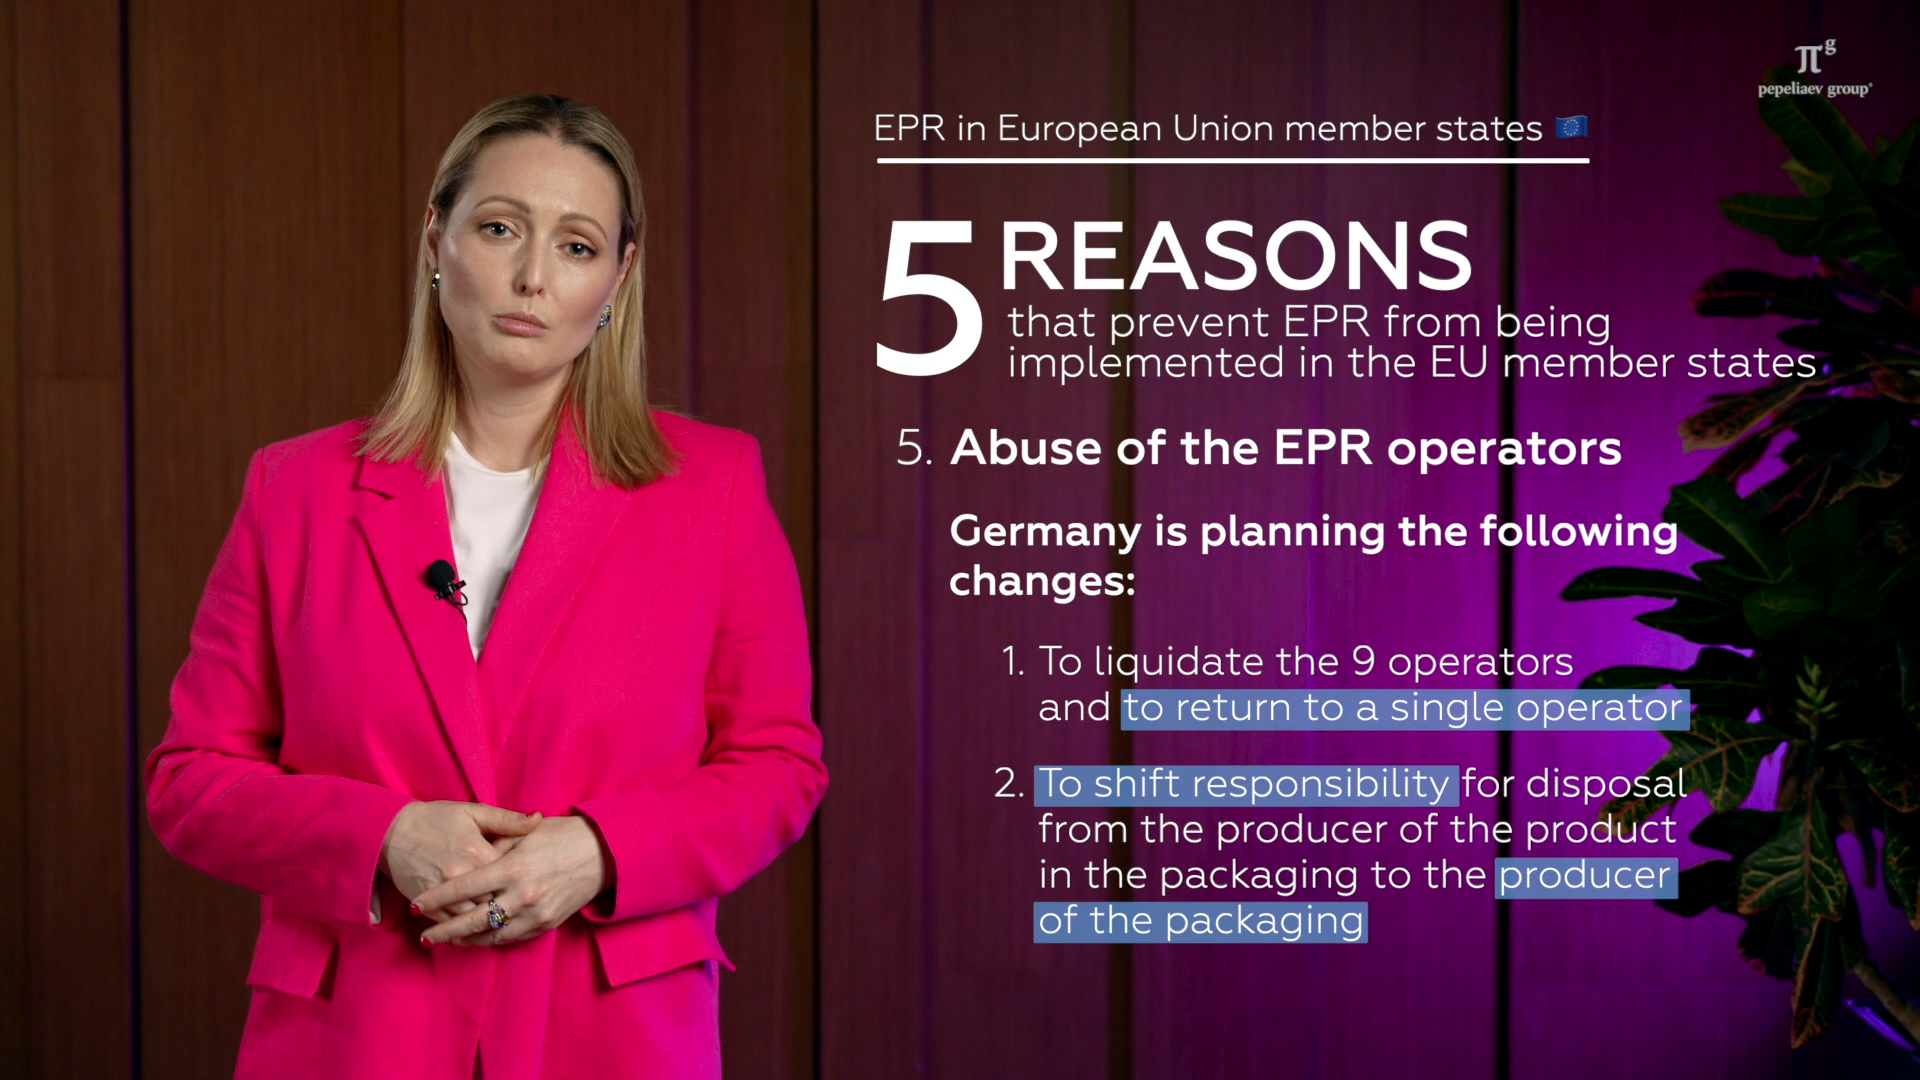 πg
pepeliaev group®
EPR in European Union member states
5 REASONS
that prevent EPR from being
implemented in the EU member states
5. Abuse of the EPR operators
Germany is planning the following
changes:
1. To liquidate the 9 operators
and to return to a single operator
2. To shift responsibility for disposal
from the producer of the product
in the packaging to the producer
of the packaging